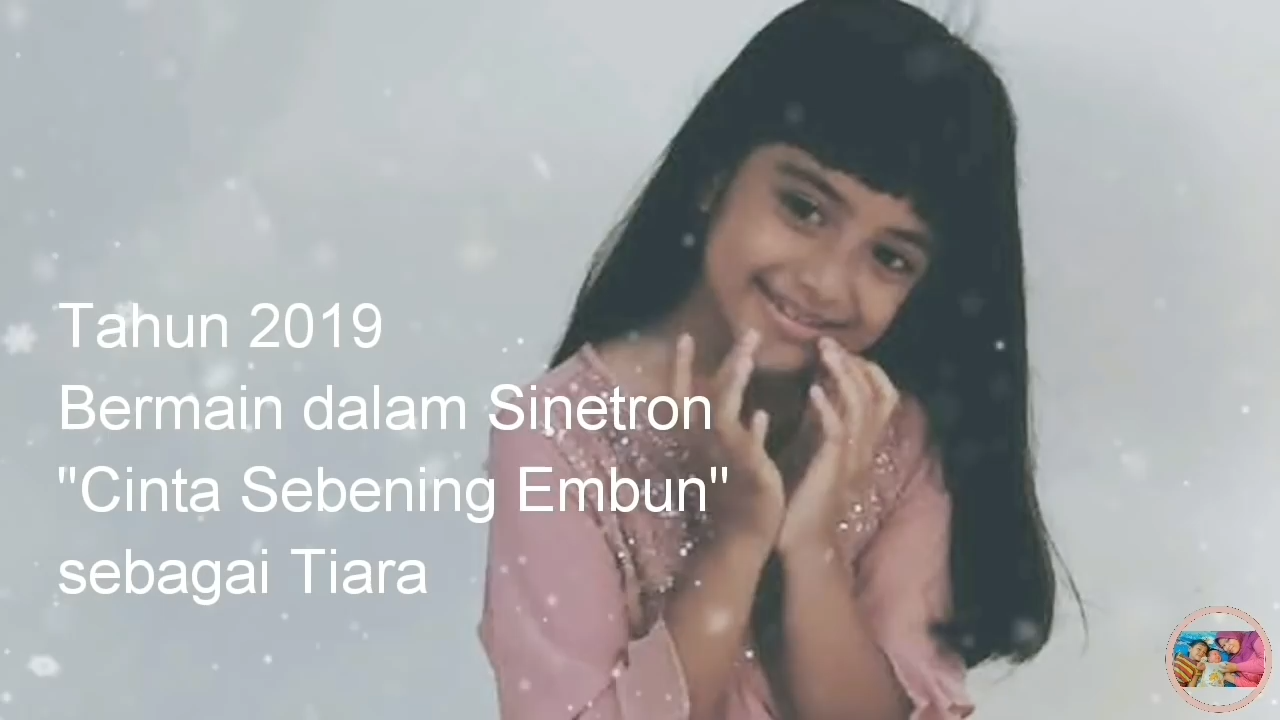 Tahun 2019
Bermain dalam Sinetron
"Cinta Sebening Embun"
sebagai Tiara